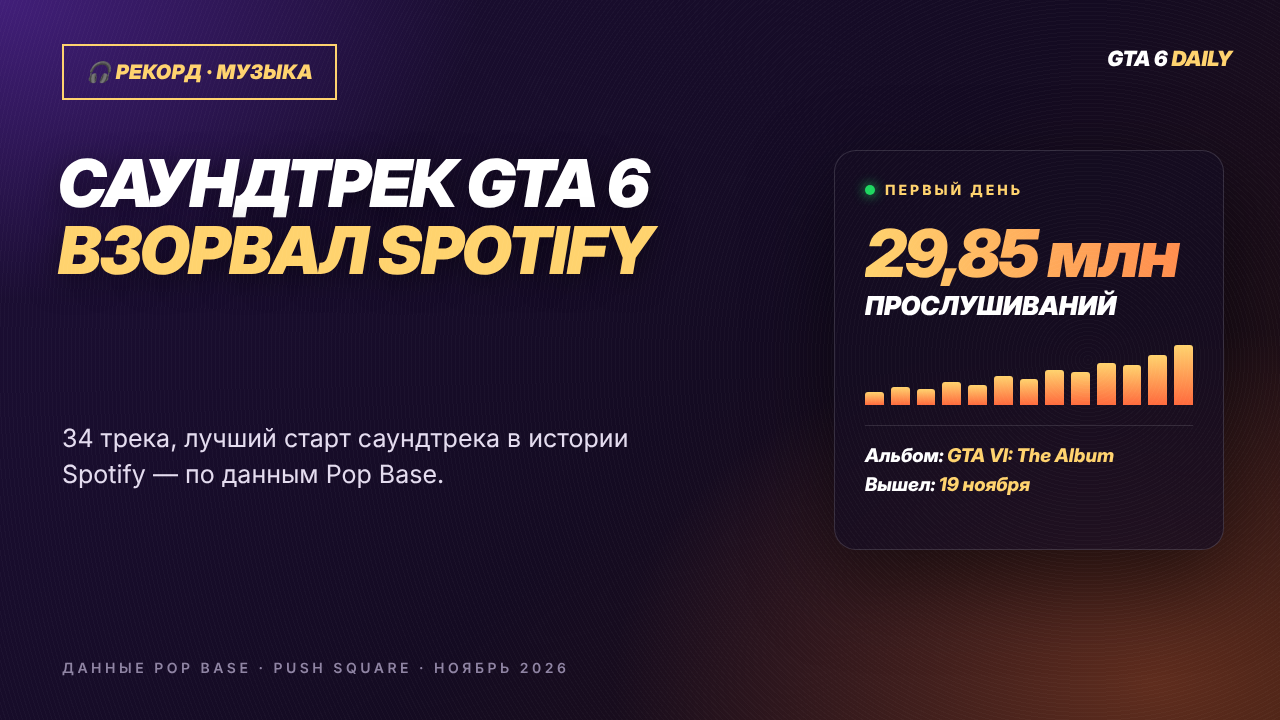 🎧 РЕКОРД · МУЗЫКА
GTA 6 DAILY
САУНДТРЕК GTA 6
ВЗОРВАЛ SPOTIFY
34 трека, лучший старт саундтрека в истории
Spotify — по данным Pop Base.
ПЕРВЫЙ ДЕНЬ
29,85 млн
ПРОСЛУШИВАНИЙ
Альбом: GTA VI: The Album
Вышел: 19 ноября
ДАННЫЕ POP BASE · PUSH SQUARE · НОЯБРЬ 2026